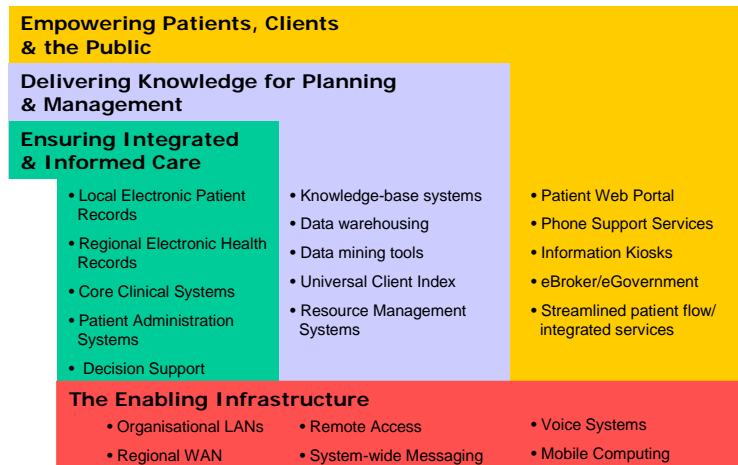 Empowering Patients, Clients
& the Public
Delivering Knowledge for Planning
& Management
Ensuring Integrated
& Informed Care
• Local Electronic Patient
Records
• Regional Electronic Health
Records
• Core Clinical Systems
• Patient Administration
Systems
• Decision Support
• Knowledge-base systems
• Data warehousing
• Data mining tools
• Universal Client Index
• Resource Management
Systems
• Patient Web Portal
• Phone Support Services
• Information Kiosks
• eBroker/eGovernment
• Streamlined patient flow/
integrated services
The Enabling Infrastructure
• Organisational LANs
• Regional WAN
• Remote Access
• System-wide Messaging
• Voice Systems
• Mobile Computing